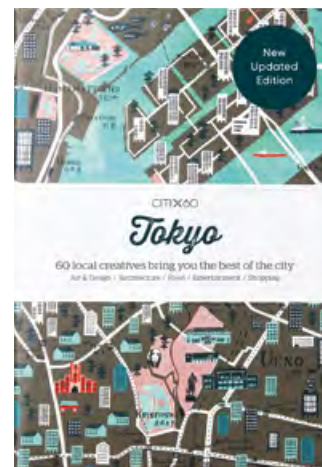 New
Updated
Edition
CITIX60
Tokyo
60 local creatives bring you the best of the city
Art & Design / Architecture / Food / Entertainment / Shopping
UENO